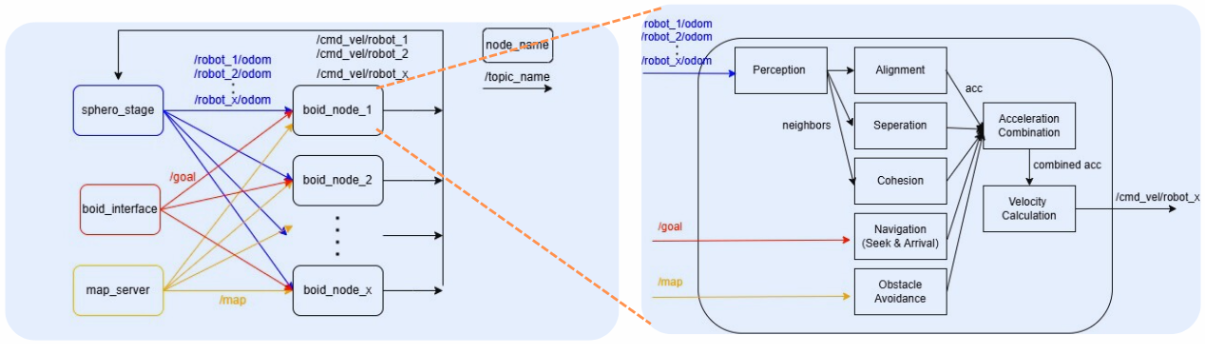 /cmd_vel/robot_1
/cmd_vel/robot_2
/cmd_vel/robot_x
node_name
/topic_name
/robot_1/odom
/robot_2/odom
/robot_x/odom
sphero_stage
boid_node_1
/goal
boid_node_2
boid_interface
map_server
/map
boid_node_x
robot_1/odom
/robot_2/odom
/robot_x/odom
Perception
Alignment
acc
neighbors
Seperation
Acceleration
Combination
combined acc
Cohesion
Velocity
Calculation
/cmd_vel/robot_x
/goal
Navigation
(Seek & Arrival)
/map
Obstacle
Avoidance